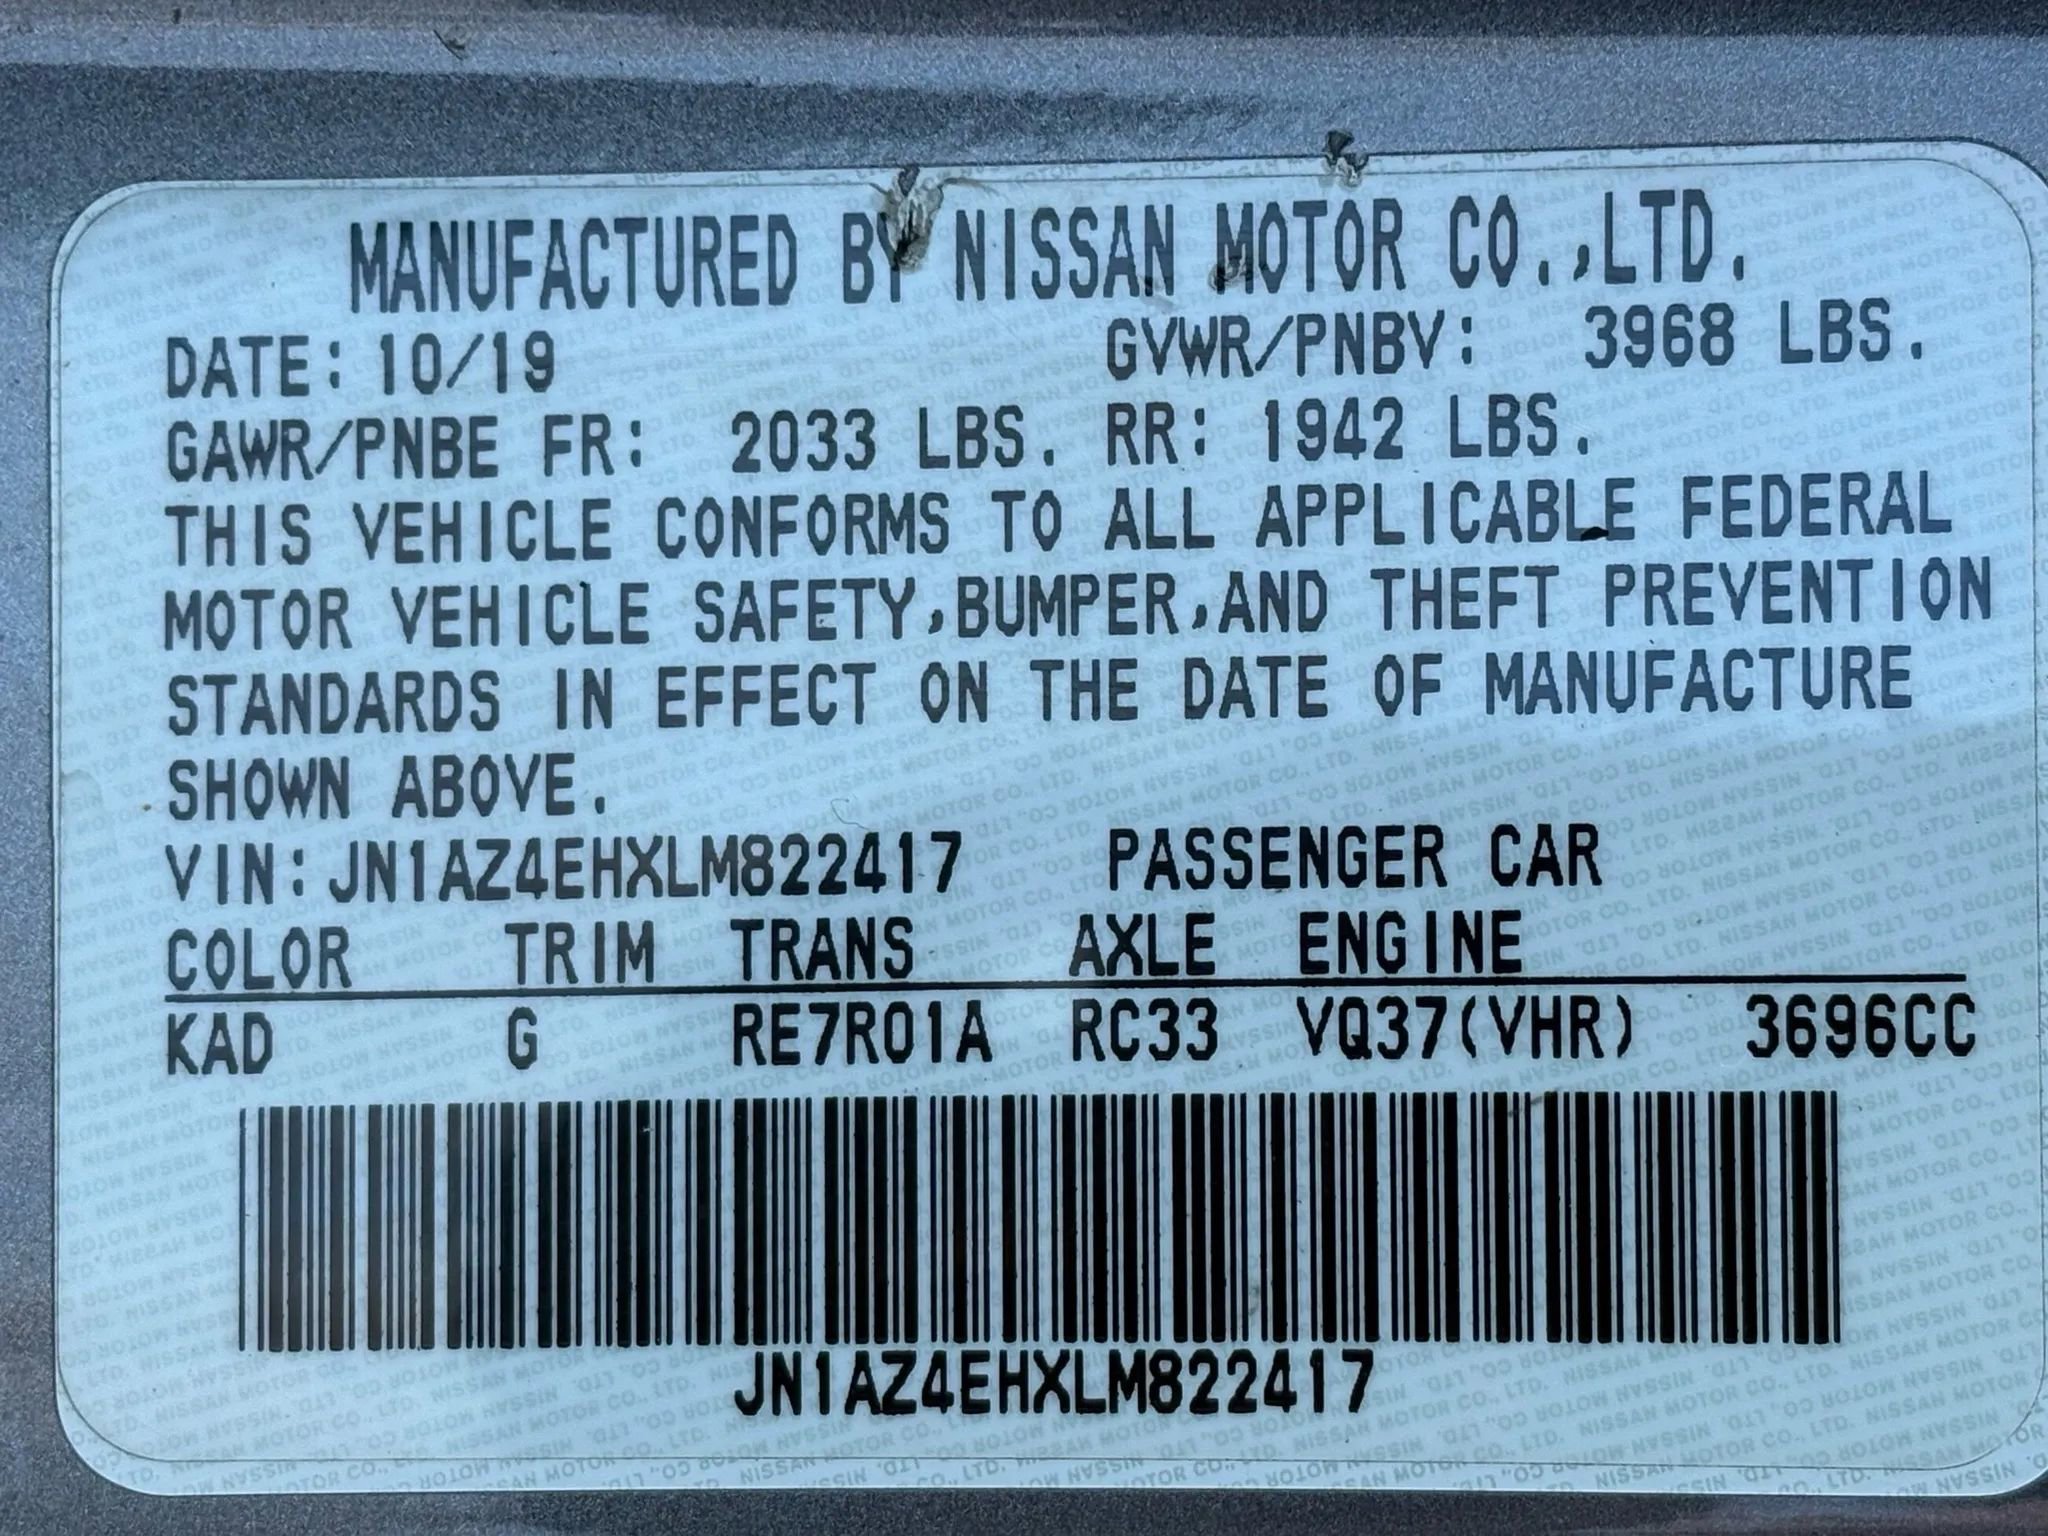 MANUFACTURED BY NISSAN MOTOR CO.,LTD.
DATE: 10/19 GVWR/PNBV: 3968 LBS.
GAWR/PNBE FR: 2033 LBS. RR: 1942 LBS.
THIS VEHICLE CONFORMS TO ALL APPLICABLE FEDERAL
MOTOR VEHICLE SAFETY,BUMPER,AND THEFT PREVENTION
STANDARDS IN EFFECT ON THE DATE OF MANUFACTURE
SHOWN ABOVE.
VIN: JN1AZ4EHXLM822417 PASSENGER CAR
COLOR TRIM TRANS AXLE ENGINE
KAD G RE7R01A RC33 VQ37(VHR) 3696CC
JN1AZ4EHXLM822417